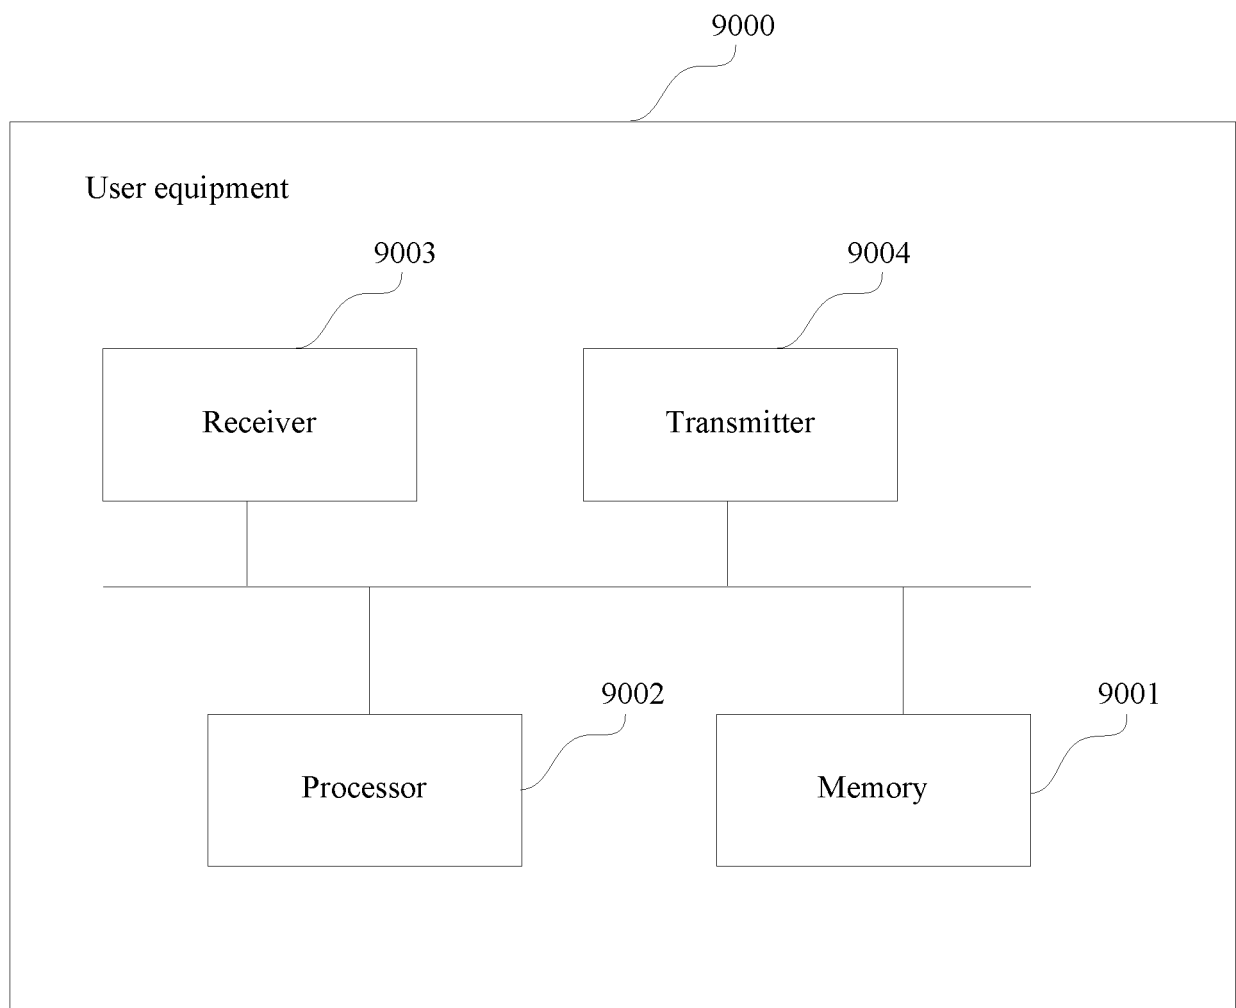 9000
User equipment
9003
9004
Receiver
Transmitter
9002
9001
Processor
Memory